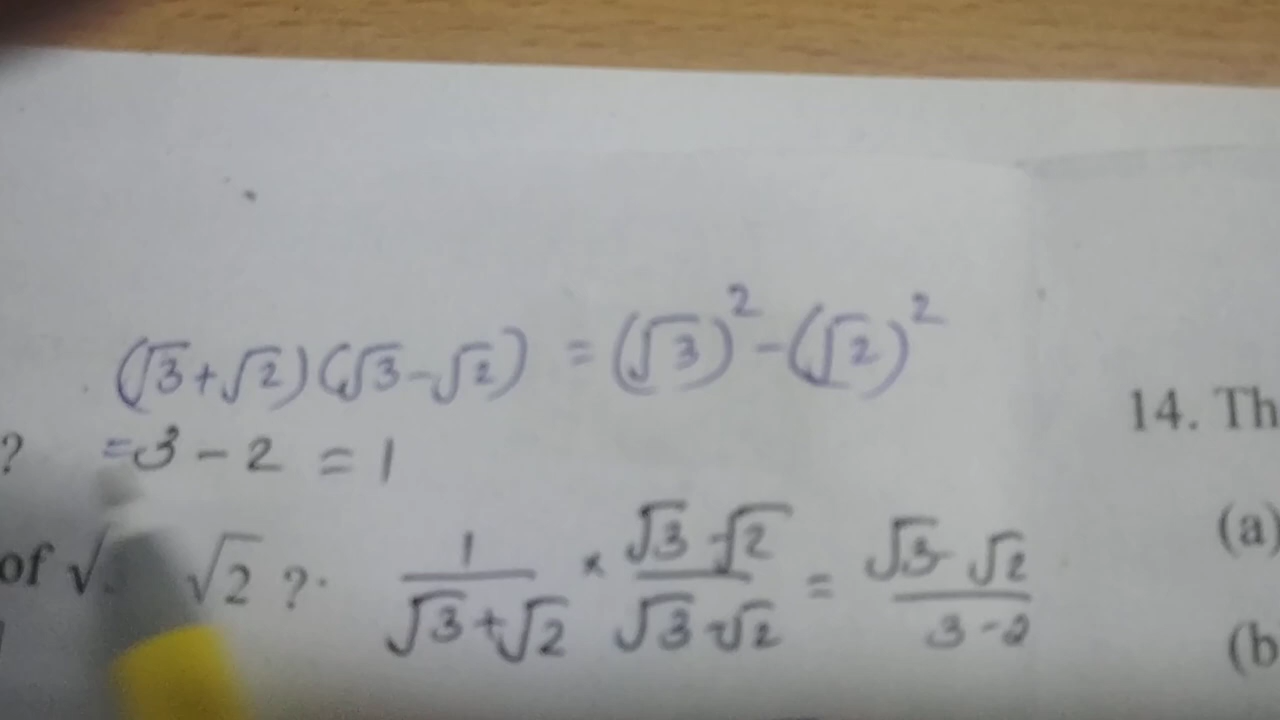 (√3+√2)(√3-√2) = (√3)² - (√2)²
? =3 - 2 = 1
of √ √2 ? . 1/(√3+√2) × (√3-√2)/(√3-√2) = (√3-√2)/(3-2)
14. Th
(a)
(b